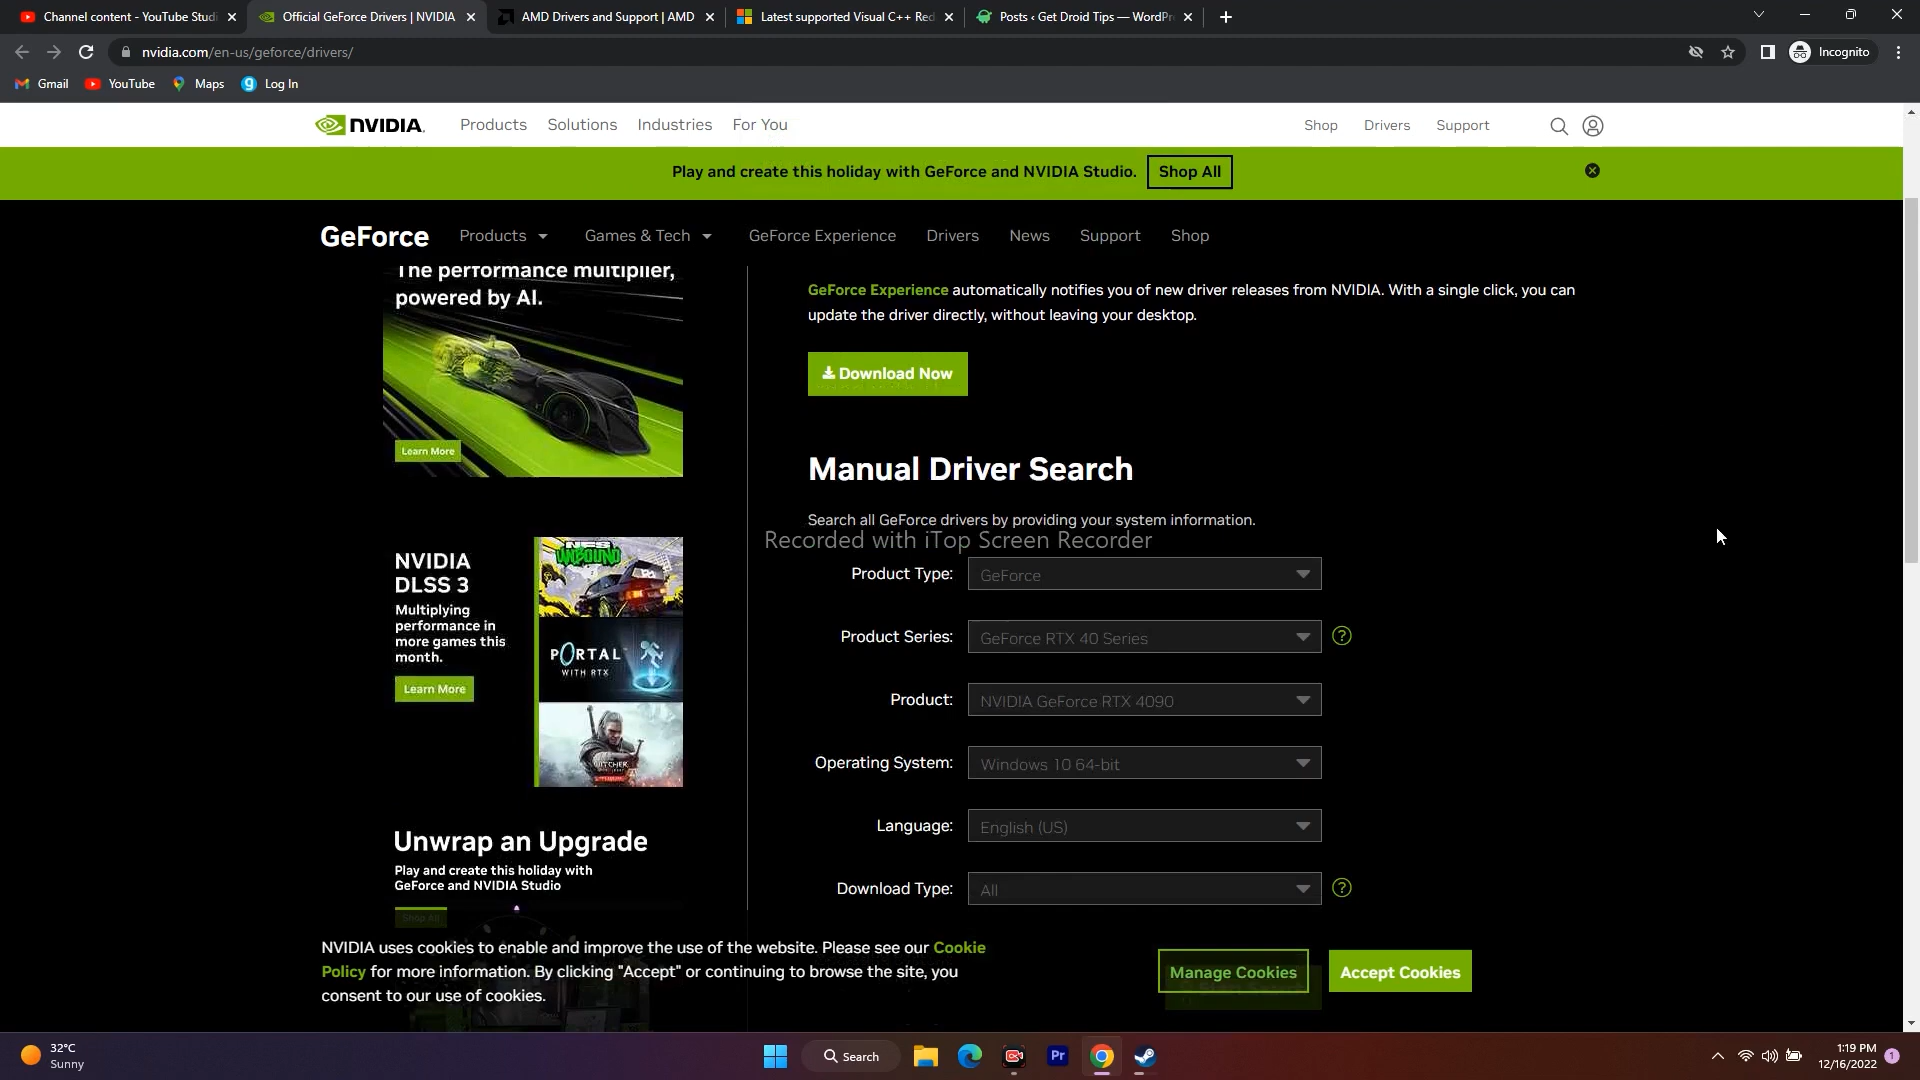 Channel content - YouTube Studi
Official GeForce Drivers | NVIDIA
AMD Drivers and Support | AMD
Latest supported Visual C++ Red
Posts ‹ Get Droid Tips — WordPr
nvidia.com/en-us/geforce/drivers/
Incognito
Gmail
YouTube
Maps
Log In
NVIDIA.
Products
Solutions
Industries
For You
Shop
Drivers
Support
Play and create this holiday with GeForce and NVIDIA Studio.
Shop All
GeForce
Products
Games & Tech
GeForce Experience
Drivers
News
Support
Shop
The performance multiplier,
powered by AI.
Learn More
GeForce Experience automatically notifies you of new driver releases from NVIDIA. With a single click, you can
update the driver directly, without leaving your desktop.
Download Now
Manual Driver Search
Search all GeForce drivers by providing your system information.
Recorded with iTop Screen Recorder
Product Type:
GeForce
Product Series:
GeForce RTX 40 Series
?
Product:
NVIDIA GeForce RTX 4090
Operating System:
Windows 10 64-bit
Language:
English (US)
Download Type:
All
?
NVIDIA
DLSS 3
Multiplying
performance in
more games this
month.
Learn More
NFS
UNBOUND
PORTAL
WITH RTX
WITCHER
Unwrap an Upgrade
Play and create this holiday with
GeForce and NVIDIA Studio
Shop All
NVIDIA uses cookies to enable and improve the use of the website. Please see our Cookie
Policy for more information. By clicking "Accept" or continuing to browse the site, you
consent to our use of cookies.
Manage Cookies
Accept Cookies
32°C
Sunny
Search
Pr
1:19 PM
12/16/2022
1